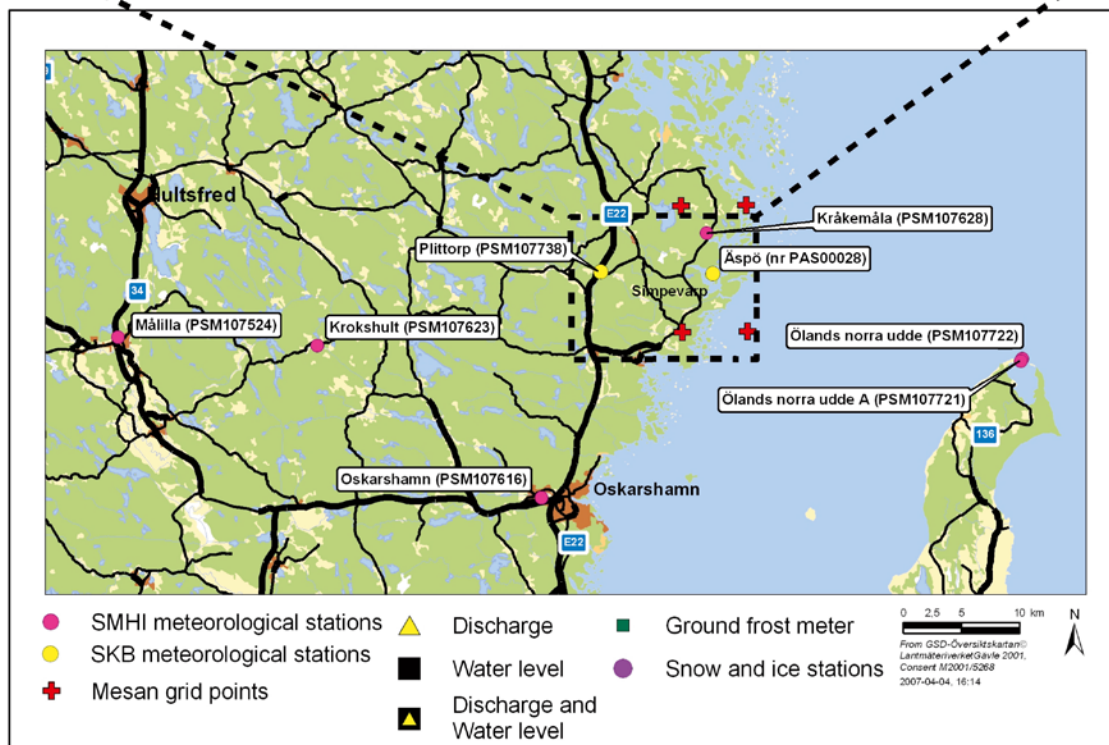 ultsfred
E22
Kråkemåla (PSM107628)
Plittorp (PSM107738)
Äspö (nr PAS00028)
Simpevarp
34
Målilla (PSM107524)
Krokshult (PSM107623)
Ölands norra udde (PSM107722)
Ölands norra udde A (PSM107721)
136
Oskarshamn (PSM107616)
Oskarshamn
E22
SMHI meteorological stations
SKB meteorological stations
Mesan grid points
Discharge
Water level
Discharge and
Water level
Ground frost meter
Snow and ice stations
0 2.5 5 10 km
N
From GSD-Översiktskartan©
LantmäteriverketGävle 2001,
Consent M2001/5268
2007-04-04, 16:14